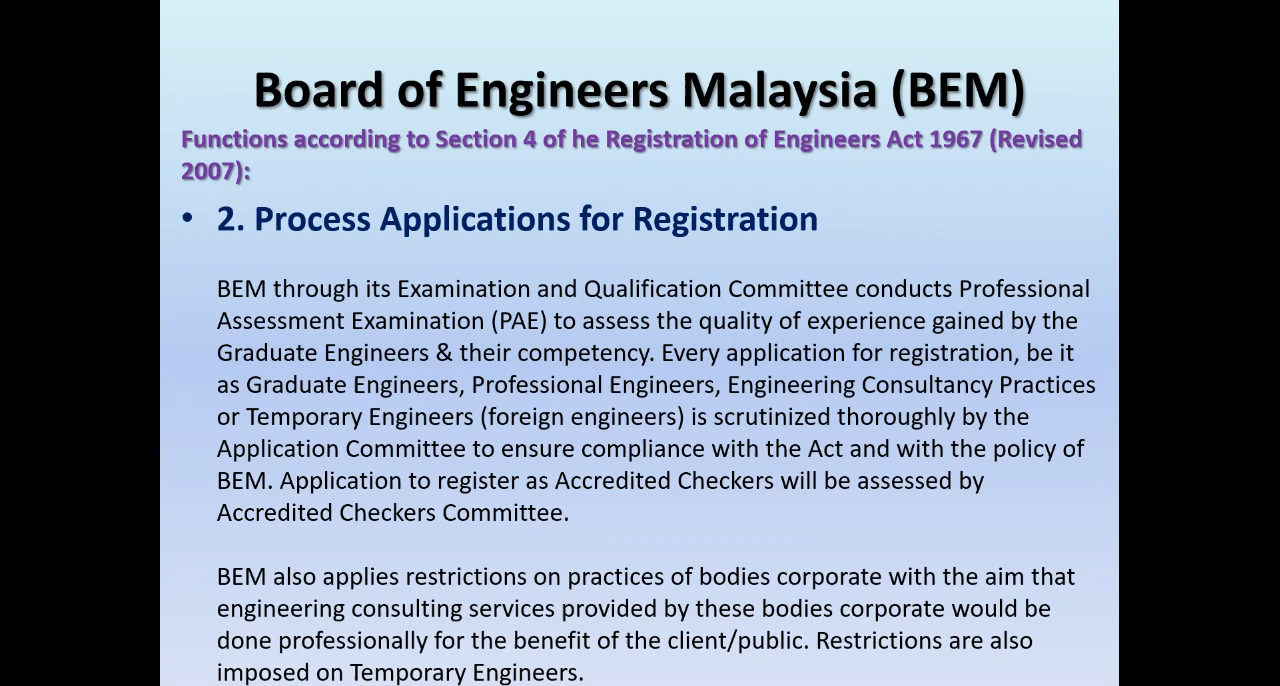 Board of Engineers Malaysia (BEM)
Functions according to Section 4 of he Registration of Engineers Act 1967 (Revised
2007):
• 2. Process Applications for Registration
BEM through its Examination and Qualification Committee conducts Professional
Assessment Examination (PAE) to assess the quality of experience gained by the
Graduate Engineers & their competency. Every application for registration, be it
as Graduate Engineers, Professional Engineers, Engineering Consultancy Practices
or Temporary Engineers (foreign engineers) is scrutinized thoroughly by the
Application Committee to ensure compliance with the Act and with the policy of
BEM. Application to register as Accredited Checkers will be assessed by
Accredited Checkers Committee.
BEM also applies restrictions on practices of bodies corporate with the aim that
engineering consulting services provided by these bodies corporate would be
done professionally for the benefit of the client/public. Restrictions are also
imposed on Temporary Engineers.